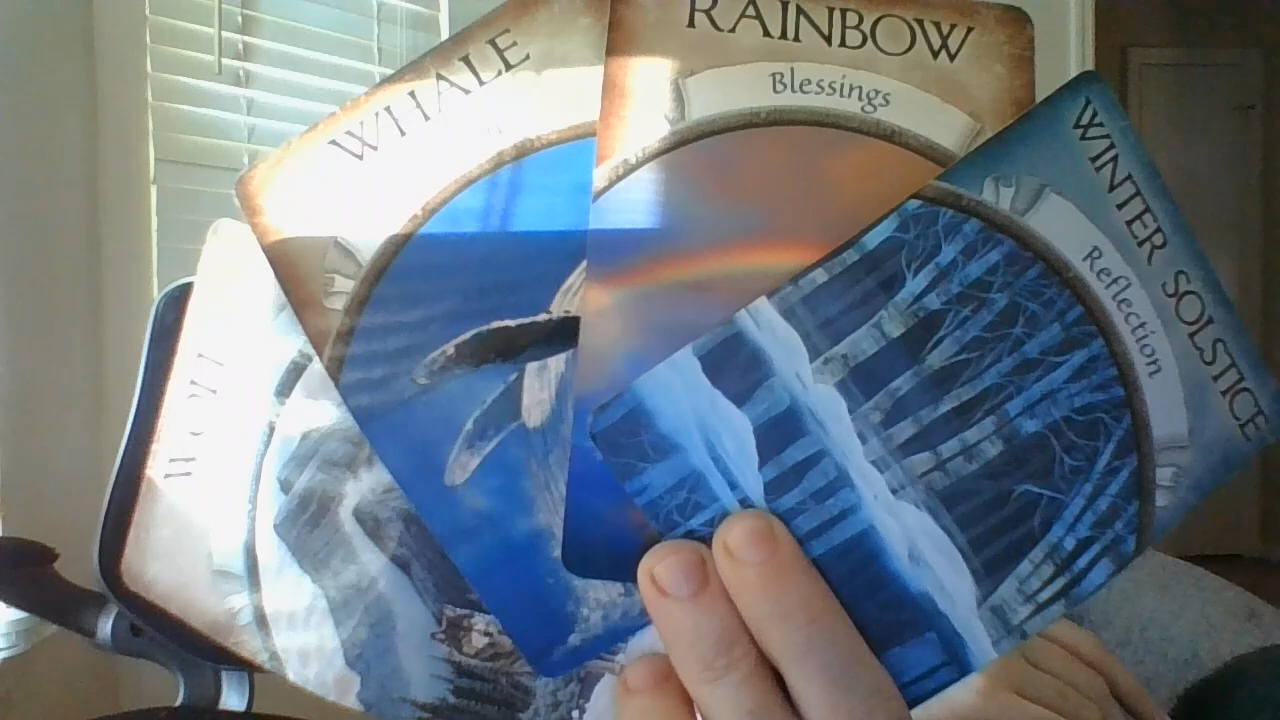 WHALE
RAINBOW
Blessings
WINTER SOLSTICE
Reflection